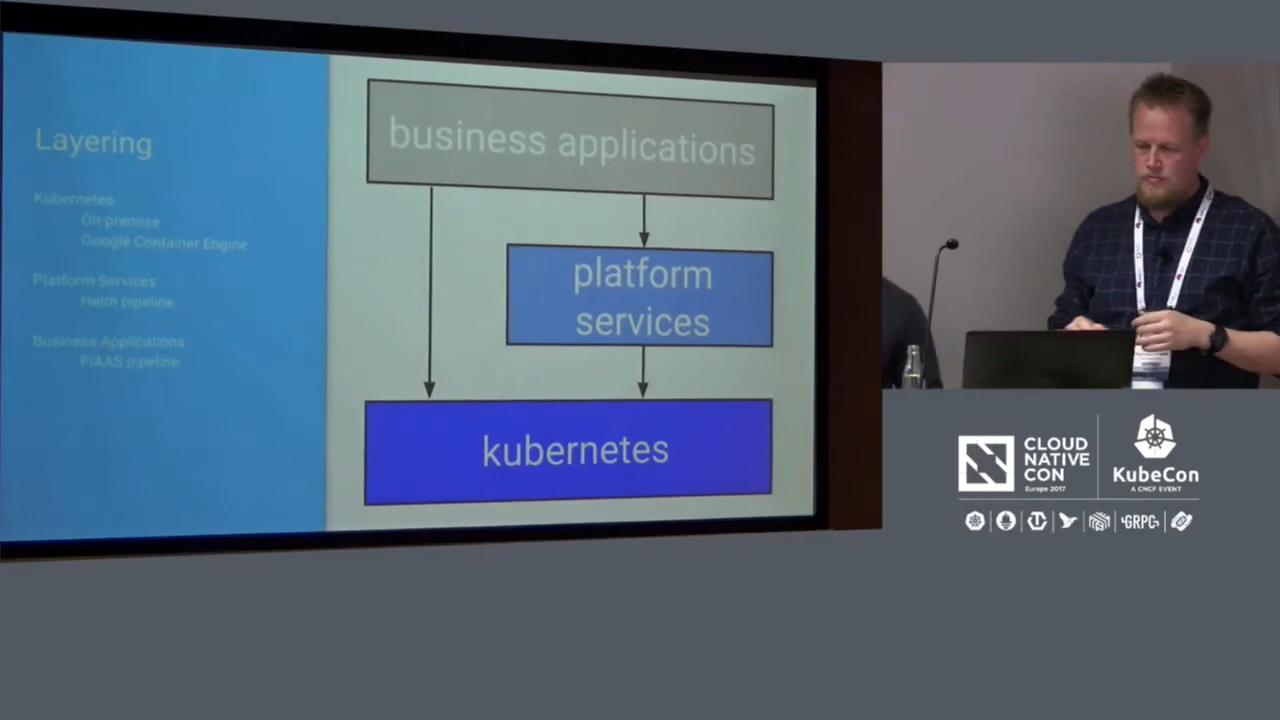 Layering
Kubernetes
On premise
Google Container Engine
Platform Services
Helm pipeline
Business Applications
FIAAS pipeline
business applications
platform
services
kubernetes
CLOUD
NATIVE
CON
Europe 2017
KubeCon
A CNCF EVENT
GRPC